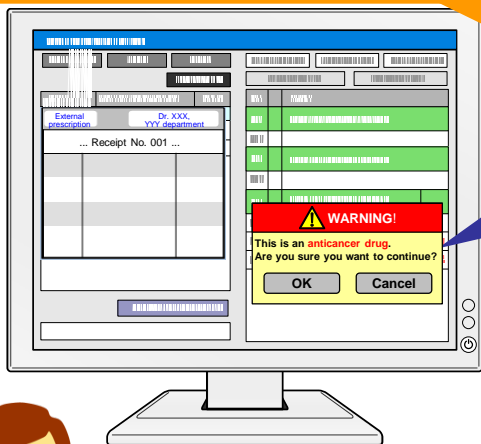 External
prescription
Dr. XXX,
YYY department
... Receipt No. 001 ...
WARNING!
This is an anticancer drug.
Are you sure you want to continue?
OK
Cancel